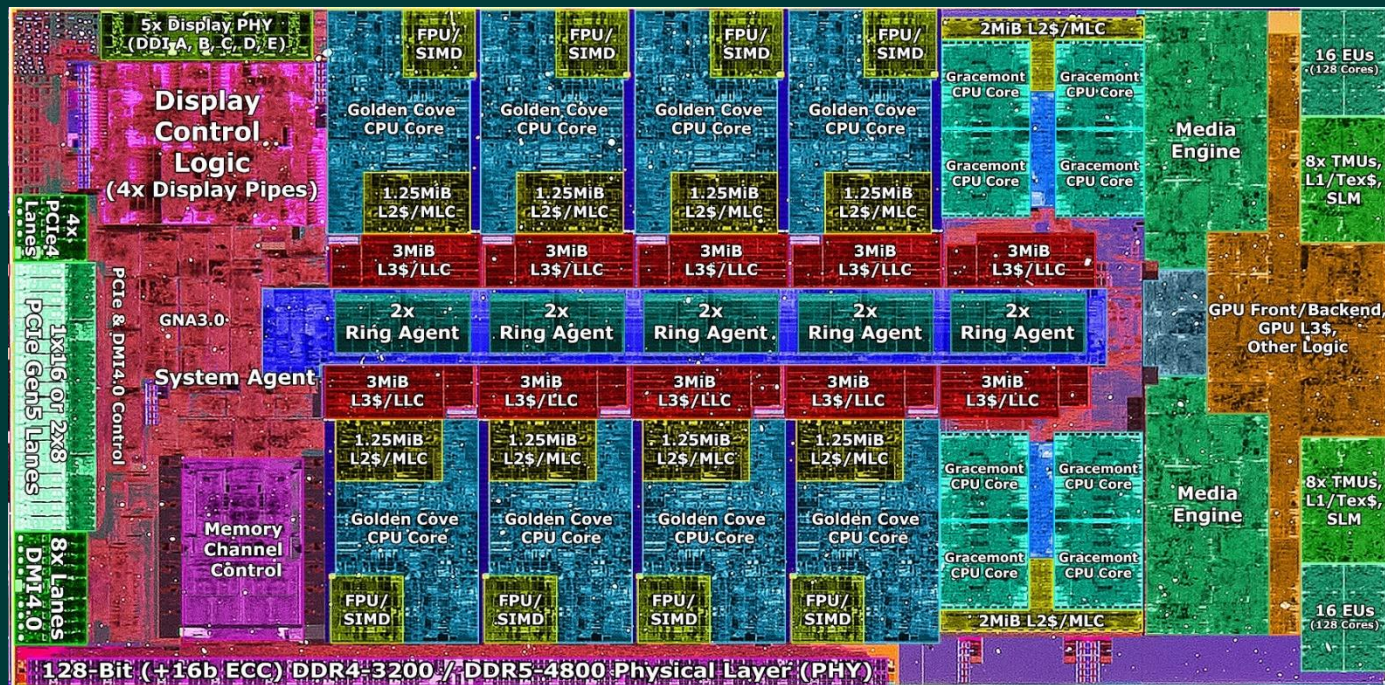 5x Display PHY
(DDI A, B, C, D, E)
Display
Control
Logic
(4x Display Pipes)
4x
PCIe4
Lanes
1x16 or 2x8
PCIe Gen5 Lanes
8x Lanes
DMI4.0
PCIe & DMI4.0 Control
GNA3.0
System Agent
Memory
Channel
Control
FPU/
SIMD
Golden Cove
CPU Core
1.25MiB
L2$/MLC
3MiB
L3$/LLC
FPU/
SIMD
Golden Cove
CPU Core
1.25MiB
L2$/MLC
3MiB
L3$/LLC
FPU/
SIMD
Golden Cove
CPU Core
1.25MiB
L2$/MLC
3MiB
L3$/LLC
FPU/
SIMD
Golden Cove
CPU Core
1.25MiB
L2$/MLC
3MiB
L3$/LLC
2MiB L2$/MLC
Gracemont
CPU Core
Gracemont
CPU Core
Gracemont
CPU Core
Gracemont
CPU Core
3MiB
L3$/LLC
2x
Ring Agent
2x
Ring Agent
2x
Ring Agent
2x
Ring Agent
2x
Ring Agent
3MiB
L3$/LLC
1.25MiB
L2$/MLC
Golden Cove
CPU Core
FPU/
SIMD
3MiB
L3$/LLC
1.25MiB
L2$/MLC
Golden Cove
CPU Core
FPU/
SIMD
3MiB
L3$/LLC
1.25MiB
L2$/MLC
Golden Cove
CPU Core
FPU/
SIMD
3MiB
L3$/LLC
1.25MiB
L2$/MLC
Golden Cove
CPU Core
FPU/
SIMD
3MiB
L3$/LLC
Gracemont
CPU Core
Gracemont
CPU Core
Gracemont
CPU Core
Gracemont
CPU Core
2MiB L2$/MLC
Media
Engine
Media
Engine
16 EUs
(128 Cores)
8x TMUs,
L1/Tex$,
SLM
GPU Front/Backend,
GPU L3$,
Other Logic
8x TMUs,
L1/Tex$,
SLM
16 EUs
(128 Cores)
128-Bit (+16b ECC) DDR4-3200 / DDR5-4800 Physical Layer (PHY)